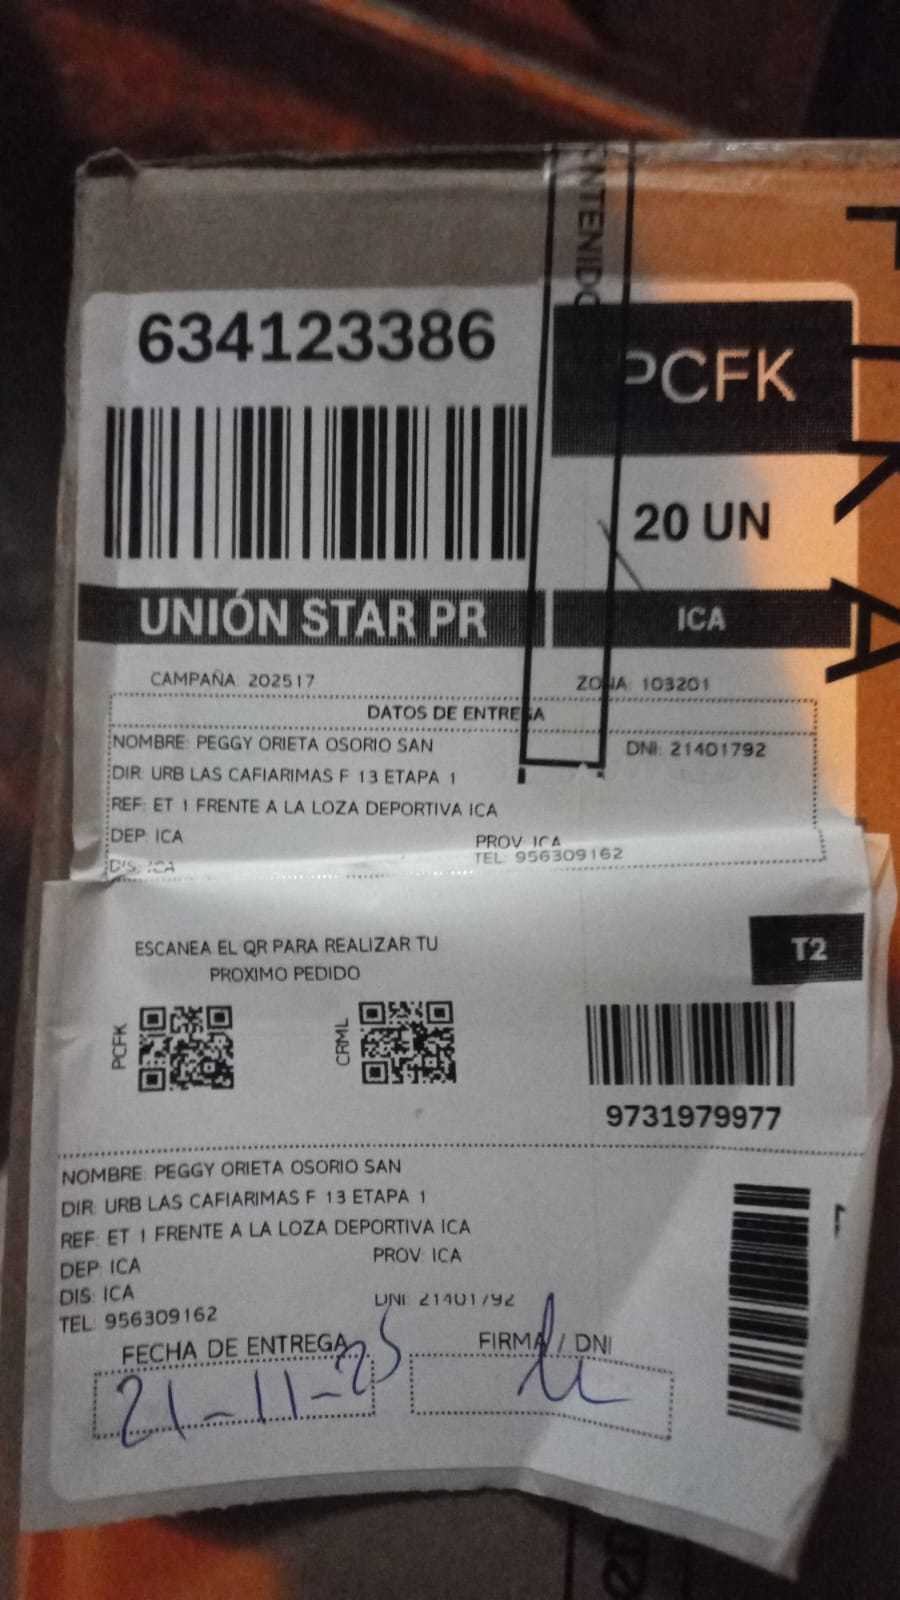 ENTENIDO
634123386
PCFK
20 UN
UNIÓN STAR PR
ICA
CAMPAÑA: 202517
ZONA: 103201
DATOS DE ENTREGA
NOMBRE: PEGGY ORIETA OSORIO SAN
DNI: 21401792
DIR: URB LAS CAFIARIMAS F 13 ETAPA 1
REF: ET 1 FRENTE A LA LOZA DEPORTIVA ICA
DEP: ICA
PROV: ICA
DIS: ICA
TEL: 956309162
ESCANEA EL QR PARA REALIZAR TU
PROXIMO PEDIDO
T2
PCFK
CRML
9731979977
NOMBRE: PEGGY ORIETA OSORIO SAN
DIR: URB LAS CAFIARIMAS F 13 ETAPA 1
REF: ET 1 FRENTE A LA LOZA DEPORTIVA ICA
DEP: ICA
PROV: ICA
DIS: ICA
DNI: 21401792
TEL: 956309162
FECHA DE ENTREGA
FIRMA / DNI
21-11-25